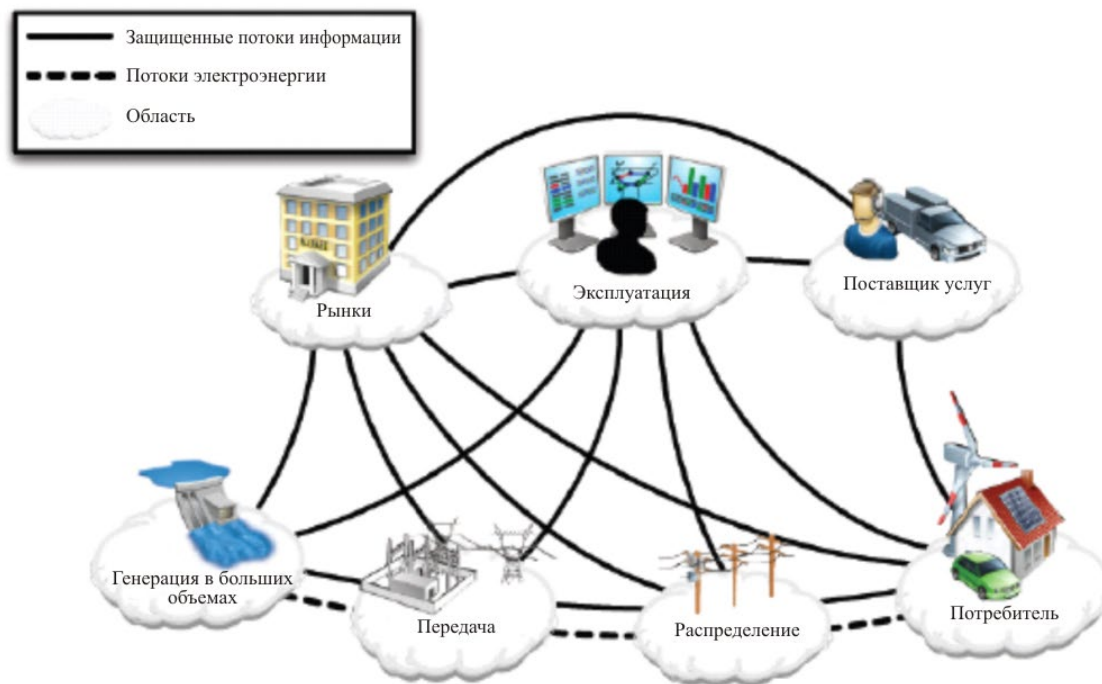 Защищенные потоки информации
Потоки электроэнергии
Область
Рынки
Эксплуатация
Поставщик услуг
Генерация в больших
объемах
Передача
Распределение
Потребитель